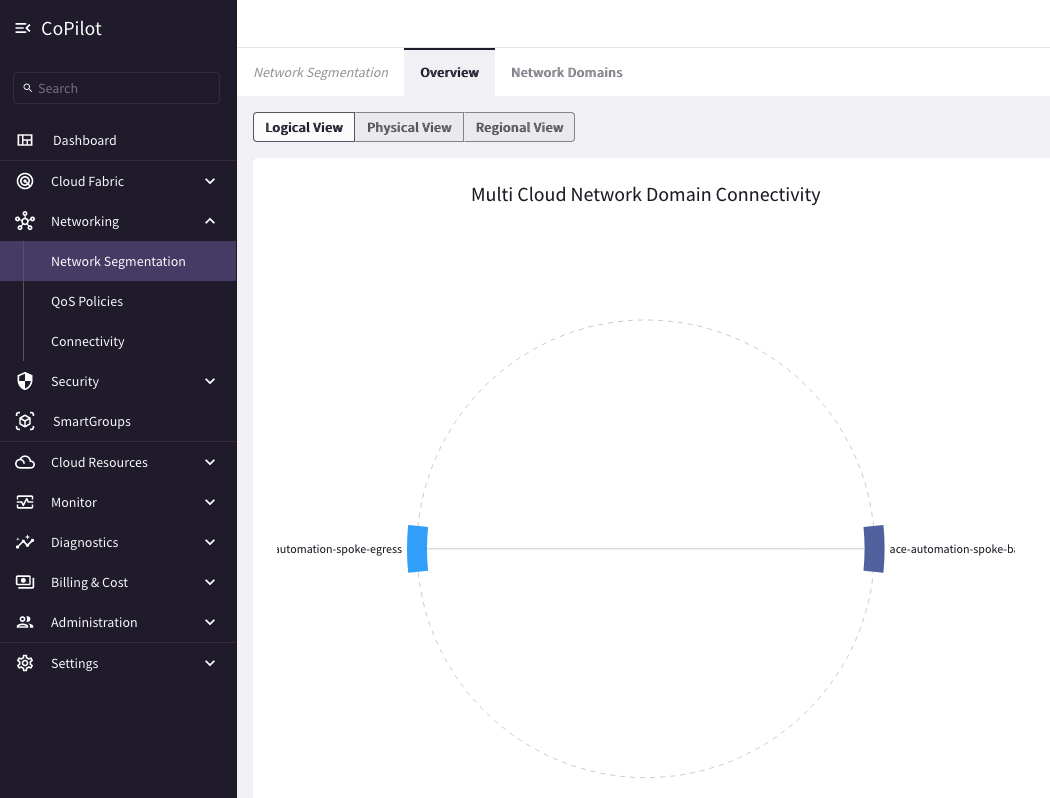 CoPilot
Search
Dashboard
Cloud Fabric
Networking
Network Segmentation
QoS Policies
Connectivity
Security
SmartGroups
Cloud Resources
Monitor
Diagnostics
Billing & Cost
Administration
Settings
Network Segmentation Overview Network Domains
Logical View Physical View Regional View
Multi Cloud Network Domain Connectivity
automation-spoke-egress
ace-automation-spoke-ba